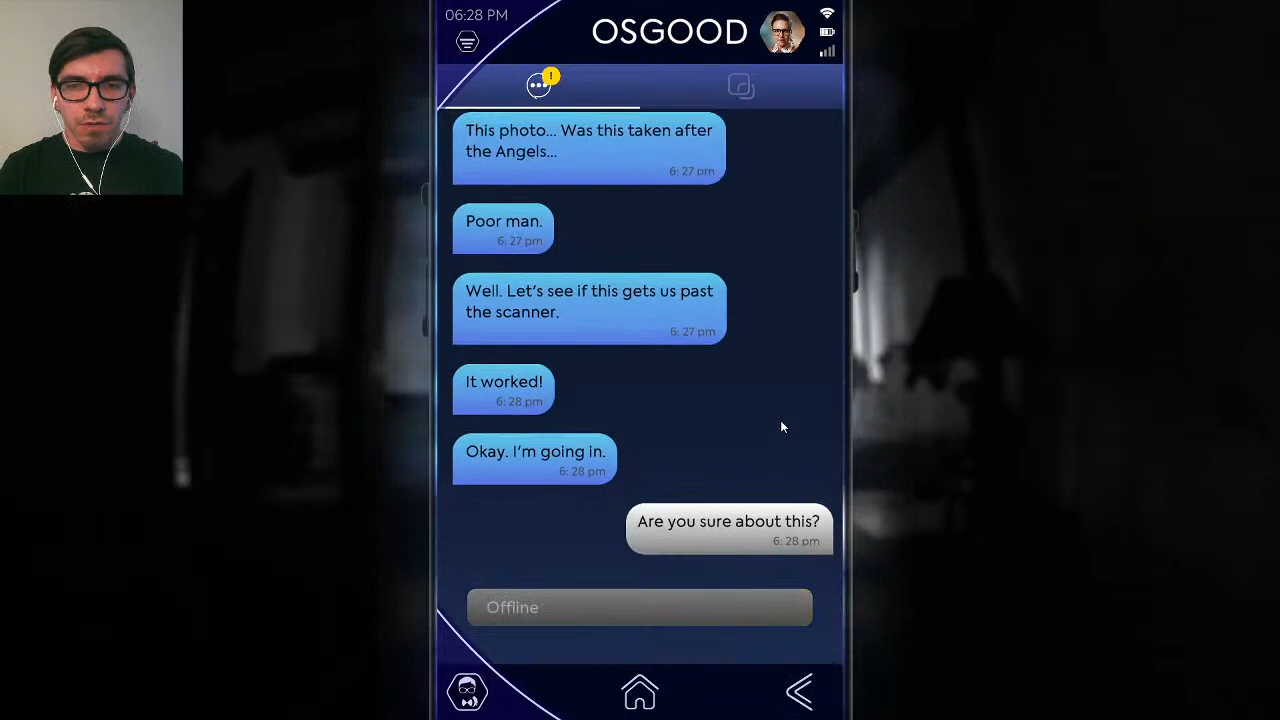 06:28 PM
OSGOOD
!
This photo... Was this taken after
the Angels...
6: 27 pm
Poor man.
6: 27 pm
Well. Let's see if this gets us past
the scanner.
6: 27 pm
It worked!
6: 28 pm
Okay. I'm going in.
6: 28 pm
Are you sure about this?
6: 28 pm
Offline